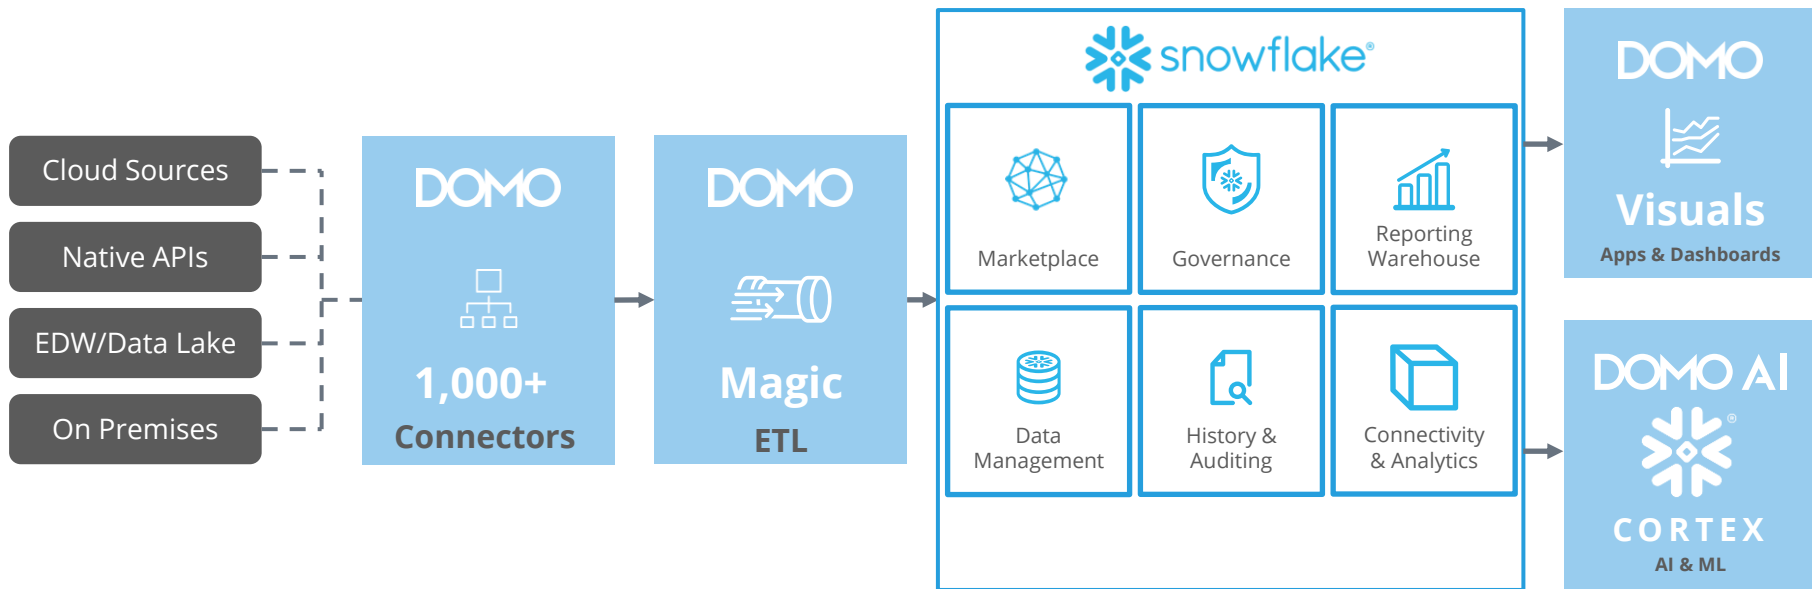 Cloud Sources
Native APIs
EDW/Data Lake
On Premises
DOMO
1,000+
Connectors
DOMO
Magic
ETL
snowflake®
Marketplace
Governance
Reporting
Warehouse
Data
Management
History &
Auditing
Connectivity
& Analytics
DOMO
Visuals
Apps & Dashboards
DOMO AI
®
CORTEX
AI & ML